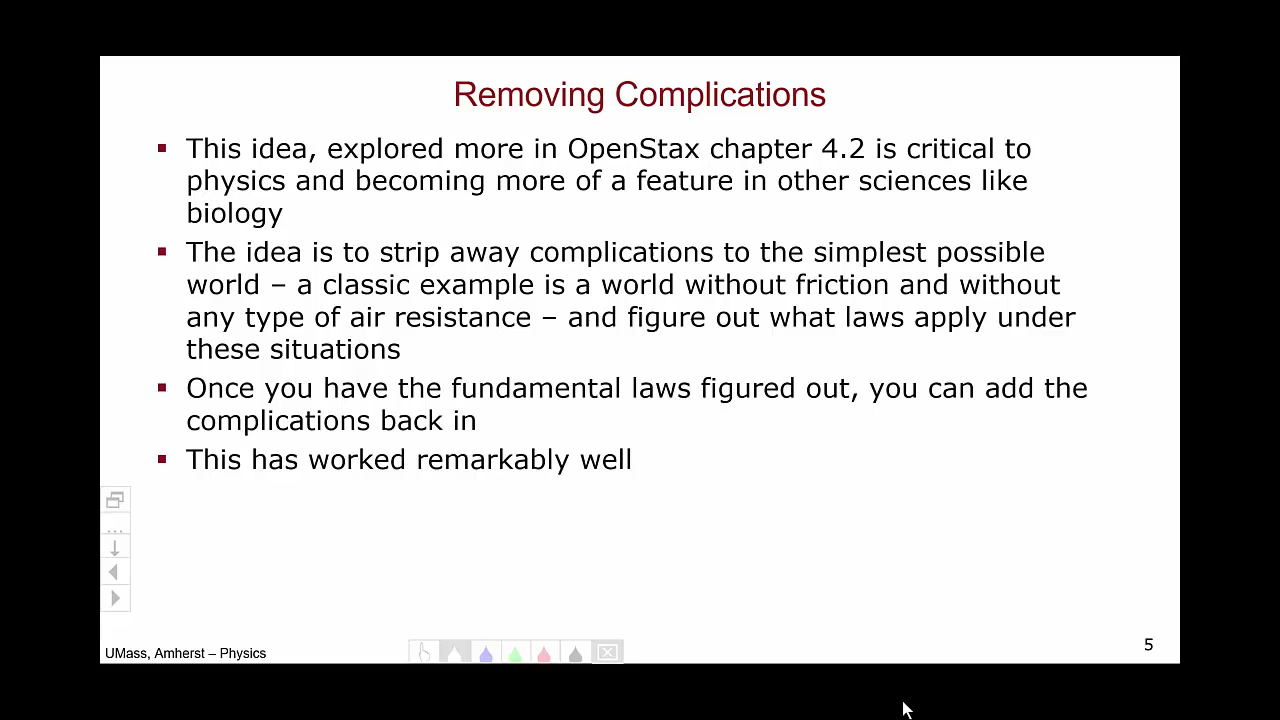 Removing Complications
▪ This idea, explored more in OpenStax chapter 4.2 is critical to
physics and becoming more of a feature in other sciences like
biology
▪ The idea is to strip away complications to the simplest possible
world – a classic example is a world without friction and without
any type of air resistance – and figure out what laws apply under
these situations
▪ Once you have the fundamental laws figured out, you can add the
complications back in
▪ This has worked remarkably well
UMass, Amherst – Physics
5